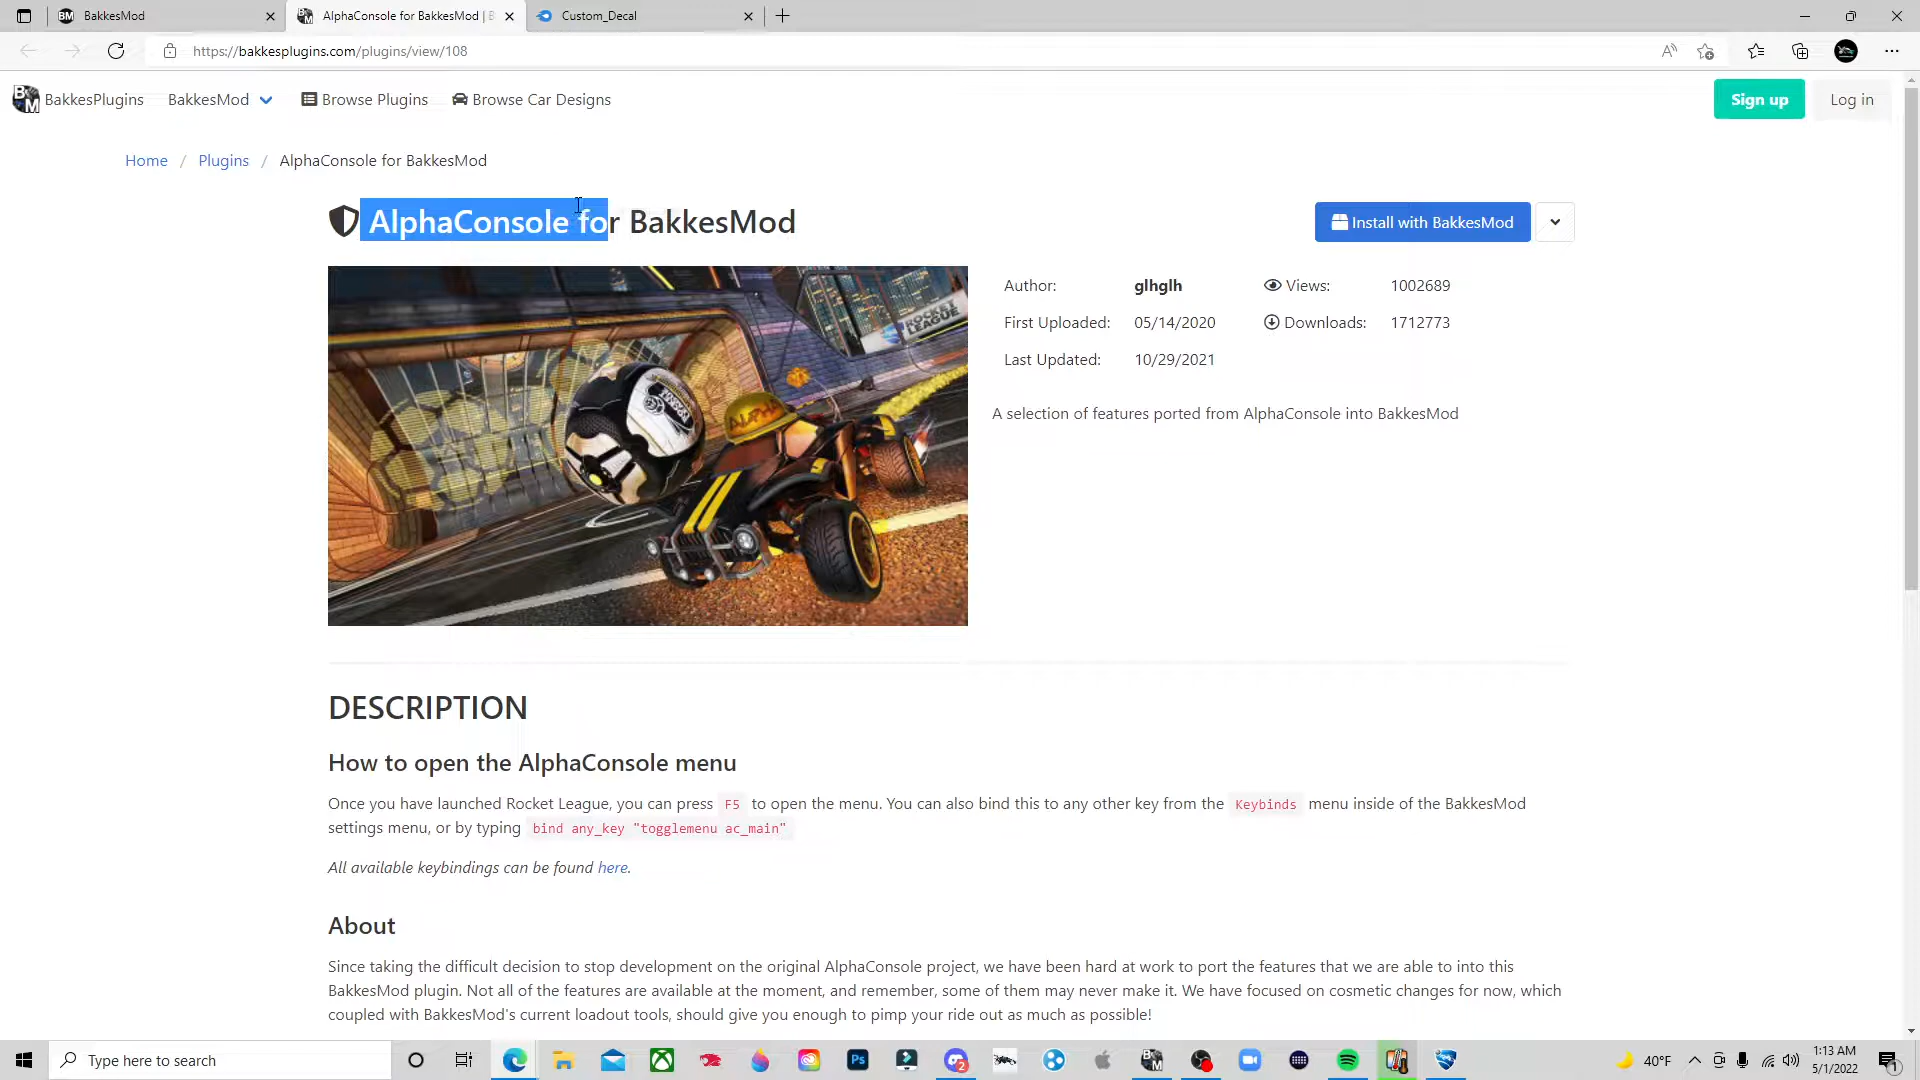 BakkesMod
AlphaConsole for BakkesMod | B
Custom_Decal
https://bakkesplugins.com/plugins/view/108
BakkesPlugins BakkesMod Browse Plugins Browse Car Designs Sign up Log in
Home / Plugins / AlphaConsole for BakkesMod
AlphaConsole for BakkesMod
Install with BakkesMod
Author: glhglh Views: 1002689
First Uploaded: 05/14/2020 Downloads: 1712773
Last Updated: 10/29/2021
A selection of features ported from AlphaConsole into BakkesMod
ROCKET
LEAGUE
ALPHA
DESCRIPTION
How to open the AlphaConsole menu
Once you have launched Rocket League, you can press F5 to open the menu. You can also bind this to any other key from the Keybinds menu inside of the BakkesMod
settings menu, or by typing bind any_key "togglemenu ac_main"
All available keybindings can be found here.
About
Since taking the difficult decision to stop development on the original AlphaConsole project, we have been hard at work to port the features that we are able to into this
BakkesMod plugin. Not all of the features are available at the moment, and remember, some of them may never make it. We have focused on cosmetic changes for now, which
coupled with BakkesMod's current loadout tools, should give you enough to pimp your ride out as much as possible!
Type here to search
Ps
2
40°F
1:13 AM
5/1/2022
1